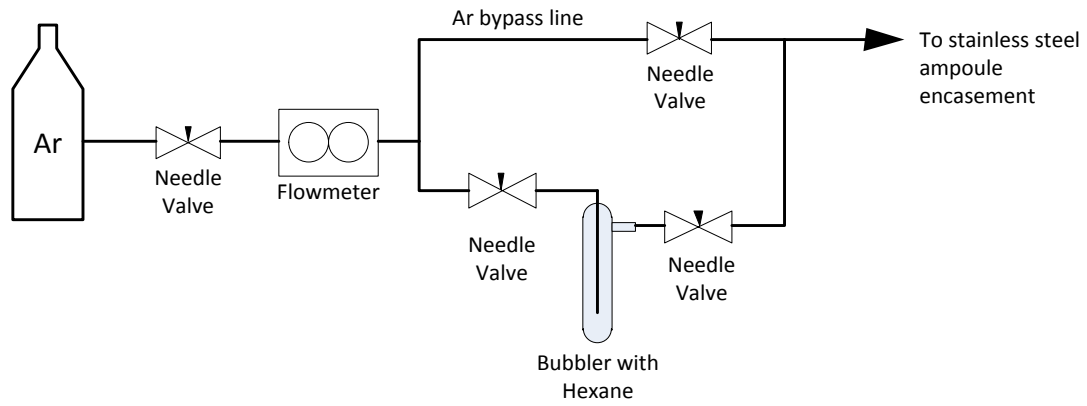 Ar bypass line
To stainless steel
ampoule
encasement
Needle
Valve
Ar
Needle
Valve
Flowmeter
Needle
Valve
Needle
Valve
Bubbler with
Hexane